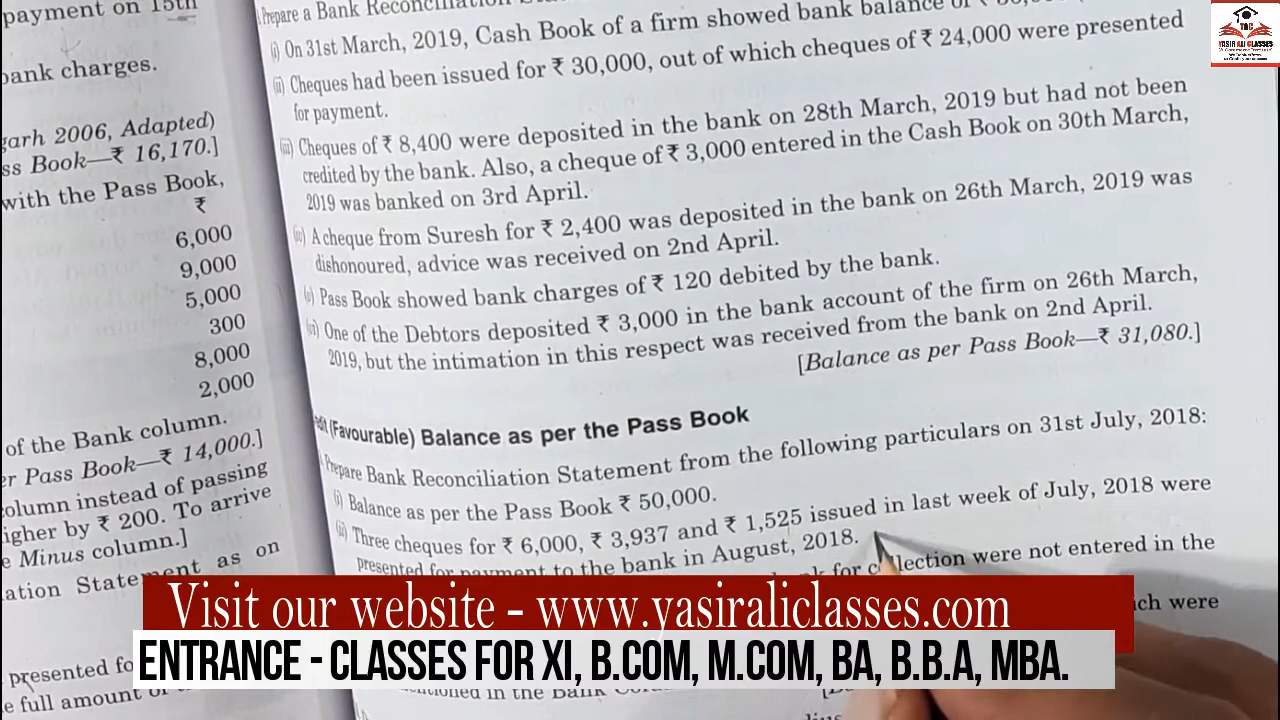 payment on 15th
bank charges.
garh 2006, Adapted)
ss Book—₹ 16,170.]
with the Pass Book,
₹
6,000
9,000
5,000
300
8,000
2,000
of the Bank column.
er Pass Book—₹ 14,000.]
olumn instead of passing
igher by ₹ 200. To arrive
e Minus column.]
ation Statement as on
presented fo
e full amount of
Prepare a Bank Reconciliation
(i) On 31st March, 2019, Cash Book of a firm showed bank balance of ₹
(ii) Cheques had been issued for ₹ 30,000, out of which cheques of ₹ 24,000 were presented
for payment.
(iii) Cheques of ₹ 8,400 were deposited in the bank on 28th March, 2019 but had not been
credited by the bank. Also, a cheque of ₹ 3,000 entered in the Cash Book on 30th March,
2019 was banked on 3rd April.
(iv) A cheque from Suresh for ₹ 2,400 was deposited in the bank on 26th March, 2019 was
dishonoured, advice was received on 2nd April.
(v) Pass Book showed bank charges of ₹ 120 debited by the bank.
(vi) One of the Debtors deposited ₹ 3,000 in the bank account of the firm on 26th March,
2019, but the intimation in this respect was received from the bank on 2nd April.
[Balance as per Pass Book—₹ 31,080.]
(Favourable) Balance as per the Pass Book
Prepare Bank Reconciliation Statement from the following particulars on 31st July, 2018:
(i) Balance as per the Pass Book ₹ 50,000.
(ii) Three cheques for ₹ 6,000, ₹ 3,937 and ₹ 1,525 issued in last week of July, 2018 were
presented for payment to the bank in August, 2018.
for collection were not entered in the
ich were
in the Bank
YASIR ALI CLASSES
Visit our website - www.yasiraliclasses.com
ENTRANCE - CLASSES FOR XI, B.COM, M.COM, BA, B.B.A, MBA.